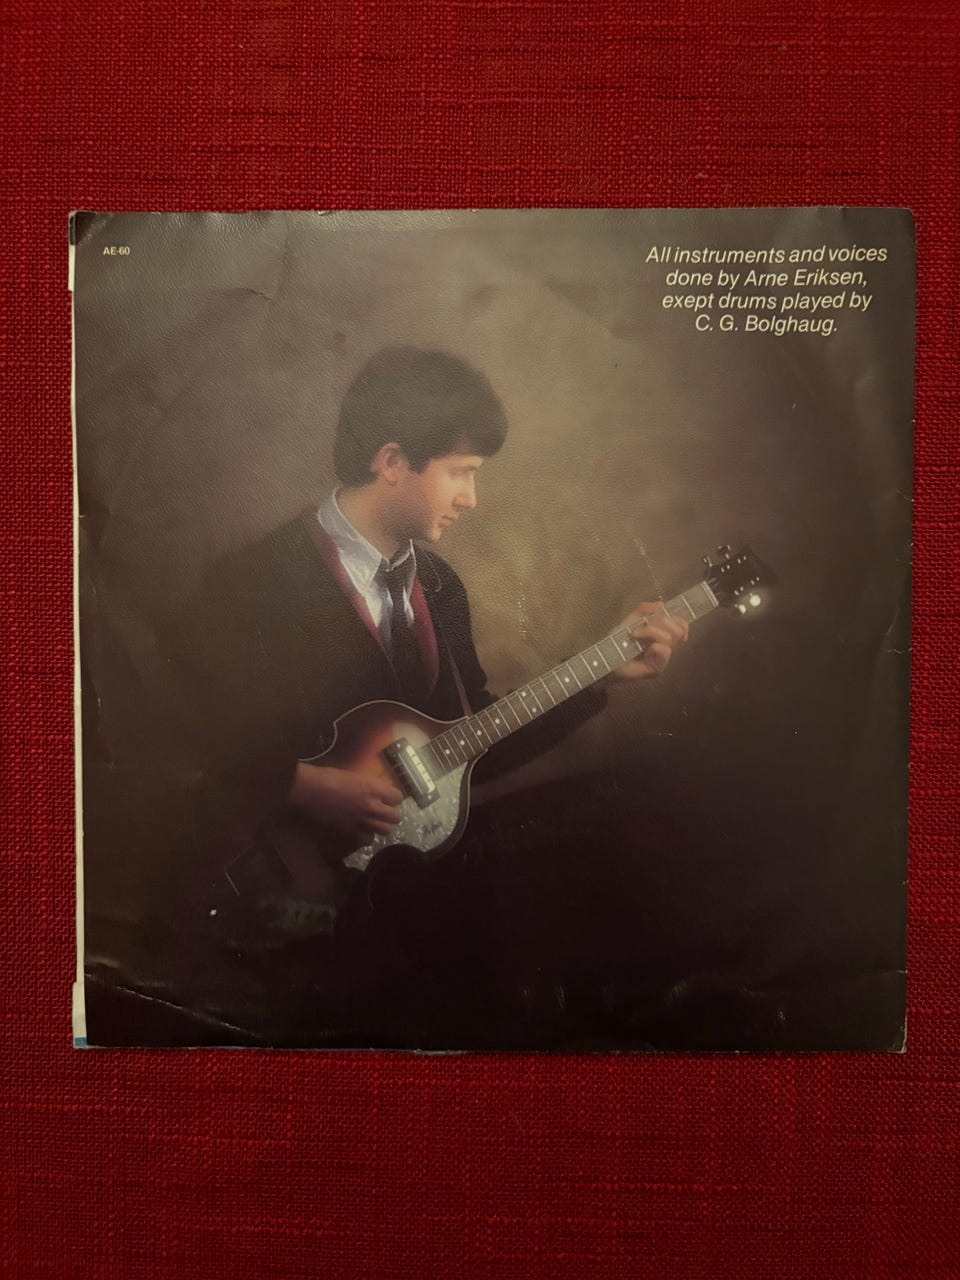 AE-60
All instruments and voices
done by Arne Eriksen,
exept drums played by
C. G. Bolghaug.